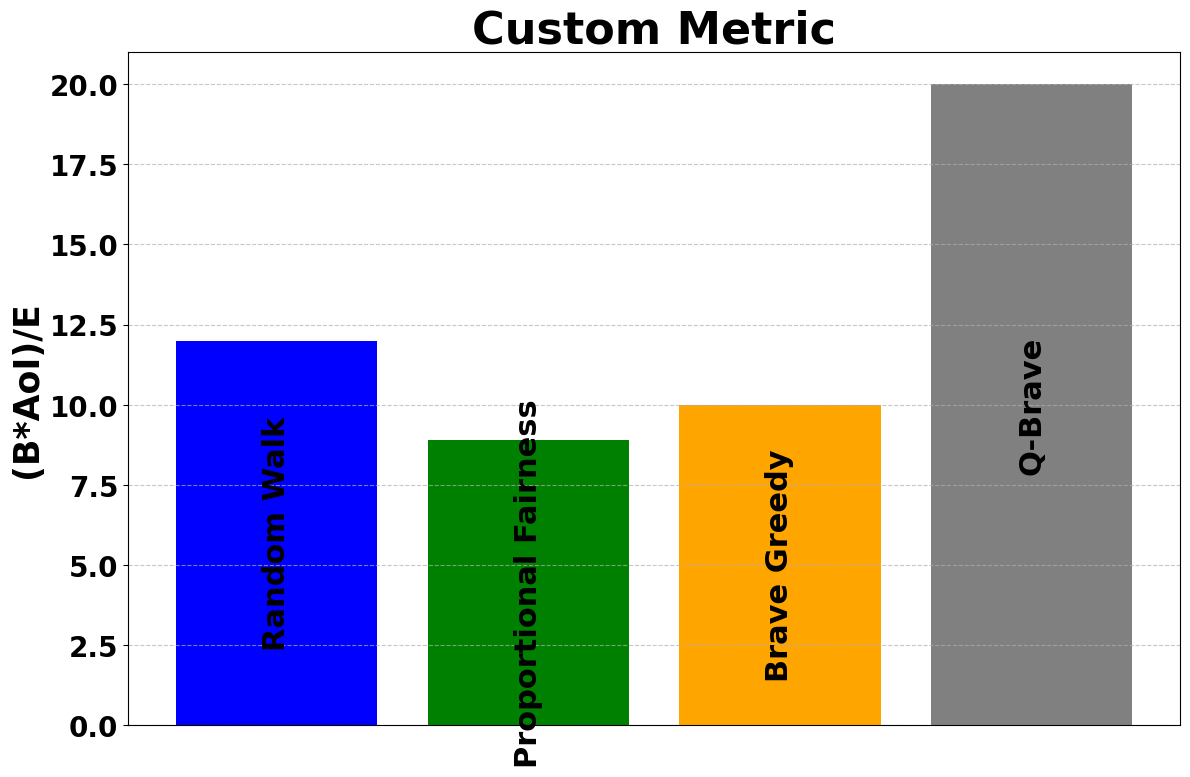 Custom Metric
(B*AoI)/E
20.0
17.5
15.0
12.5
10.0
7.5
5.0
2.5
0.0
Random Walk
Proportional Fairness
Brave Greedy
Q-Brave